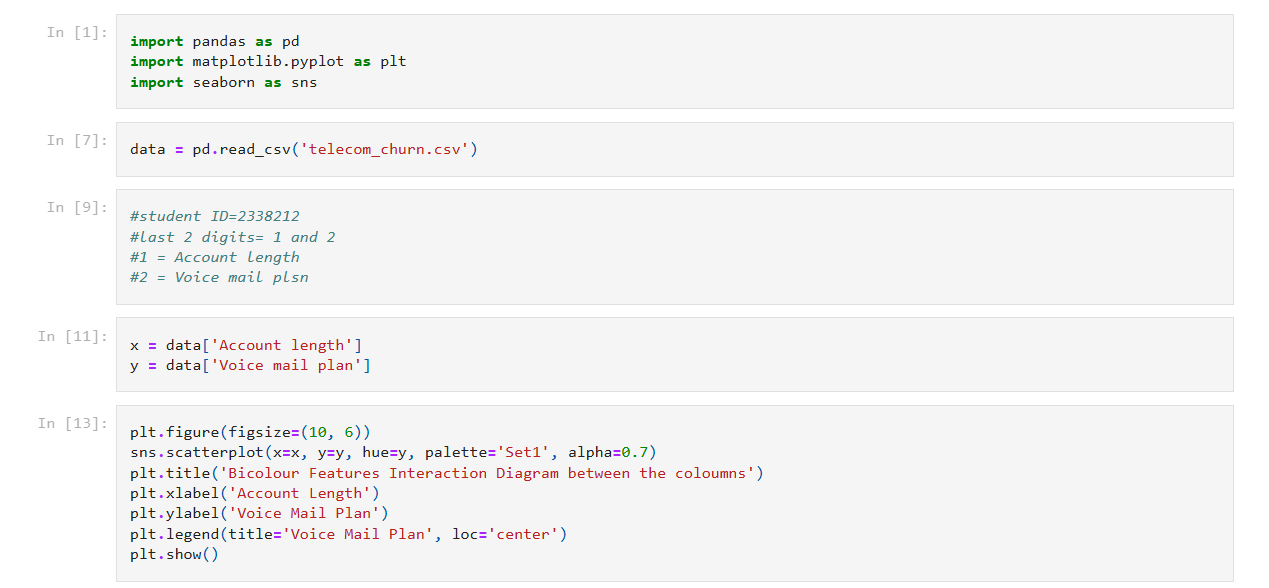 In [1]:
import pandas as pd
import matplotlib.pyplot as plt
import seaborn as sns
In [7]:
data = pd.read_csv('telecom_churn.csv')
In [9]:
#student ID=2338212
#last 2 digits= 1 and 2
#1 = Account length
#2 = Voice mail plsn
In [11]:
x = data['Account length']
y = data['Voice mail plan']
In [13]:
plt.figure(figsize=(10, 6))
sns.scatterplot(x=x, y=y, hue=y, palette='Set1', alpha=0.7)
plt.title('Bicolour Features Interaction Diagram between the coloumns')
plt.xlabel('Account Length')
plt.ylabel('Voice Mail Plan')
plt.legend(title='Voice Mail Plan', loc='center')
plt.show()